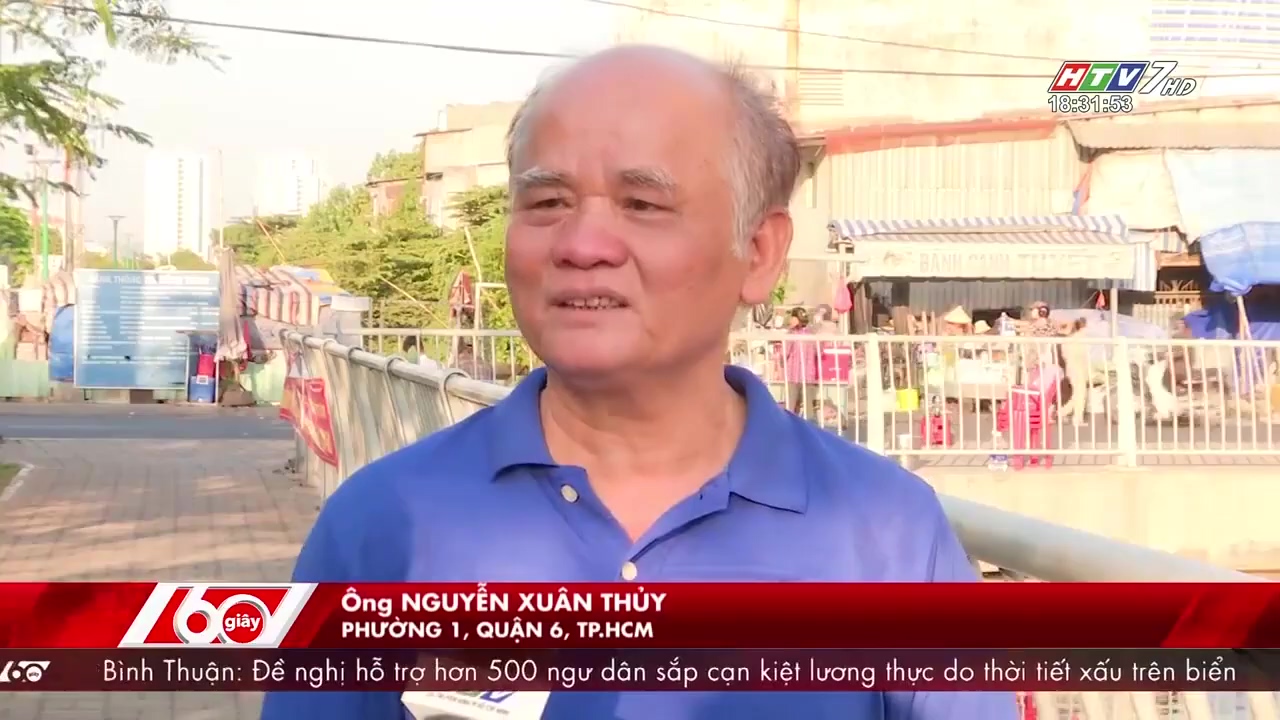 HTV7 HD
18:31:53
BÁNH CANH
60 giây
Ông NGUYỄN XUÂN THỦY
PHƯỜNG 1, QUẬN 6, TP.HCM
60 Bình Thuận: Đề nghị hỗ trợ hơn 500 ngư dân sắp cạn kiệt lương thực do thời tiết xấu trên biển
HTV